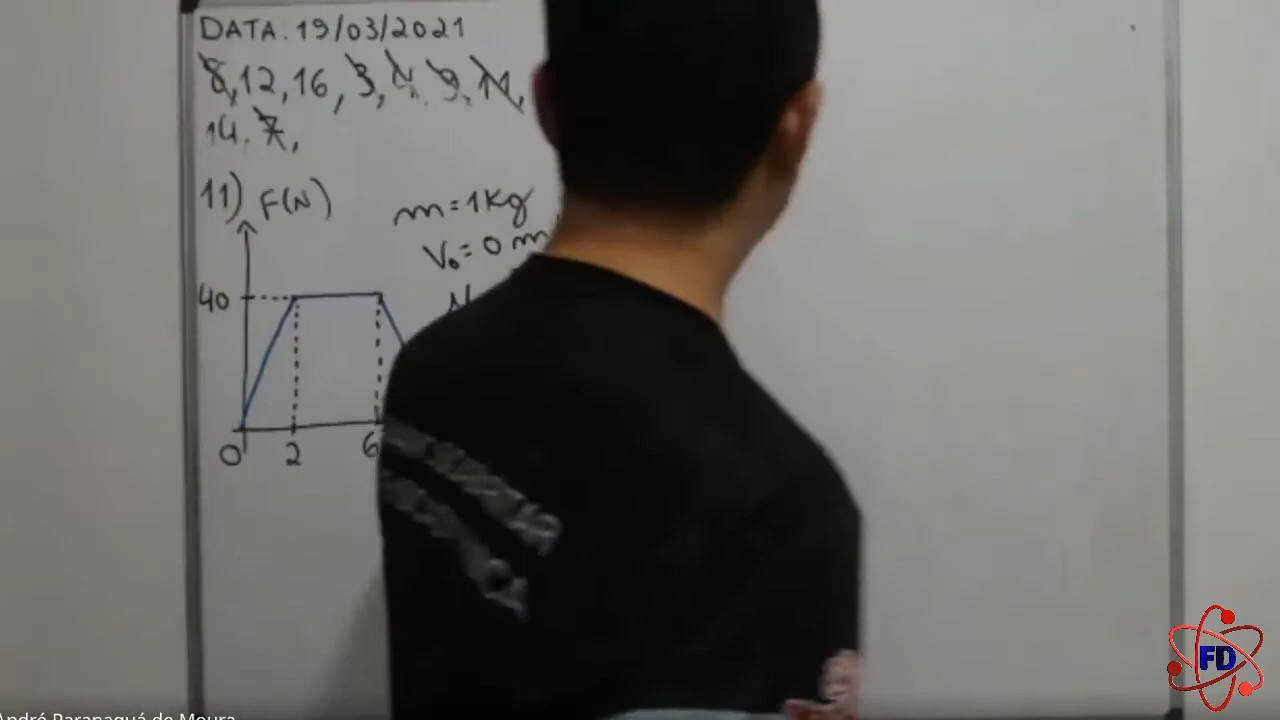 DATA. 19/03/2021
8, 12, 16, 3, 4, 9, 11,
14. 7,
11) F(N)
m=1Kg
V₀=0 m
40
0 2 6
FD
André Paranaguá de Moura